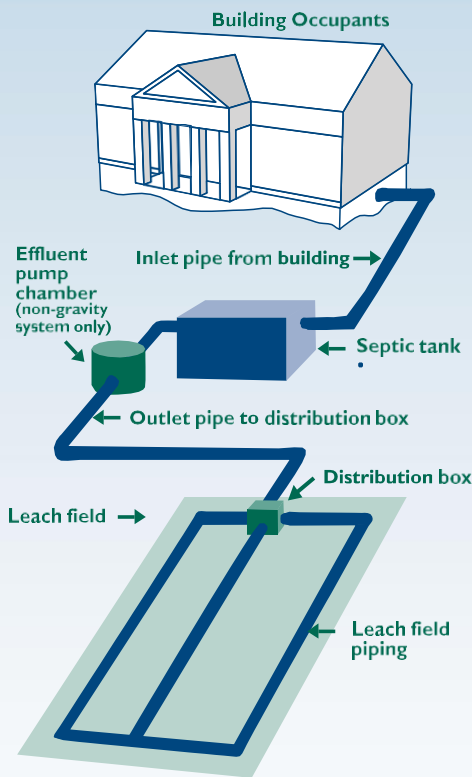 Building Occupants
Inlet pipe from building
Effluent
pump
chamber
(non-gravity
system only)
Septic tank
Outlet pipe to distribution box
Distribution box
Leach field
Leach field
piping